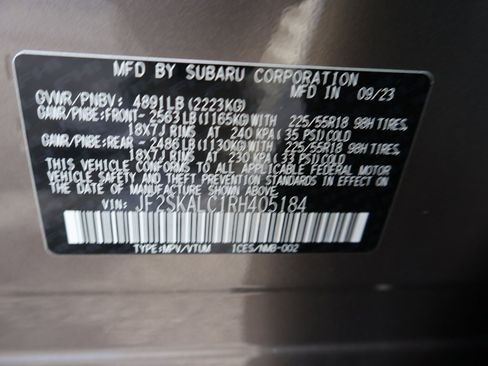 MFD BY SUBARU CORPORATION
MFD IN 09/23
GVWR/PNBV: 4891LB(2223KG)
GAWR/PNBE:FRONT- 2563LB(1165KG)WITH 225/55R18 98H TIRES,
18X7J RIMS AT 240 KPA(35 PSI)COLD
GAWR/PNBE:REAR - 2486LB(1130KG)WITH 225/55R18 98H TIRES,
18X7J RIMS AT 230 KPA(33 PSI)COLD
THIS VEHICLE CONFORMS TO ALL APPLICABLE FEDERAL MOTOR
VEHICLE SAFETY, BUMPER, AND THEFT PREVENTION STANDARDS
IN EFFECT ON THE DATE OF MANUFACTURE SHOWN ABOVE.
VIN: JF2SKALC1RH405184
TYPE:MPV/VTUM ICES/NMB-002